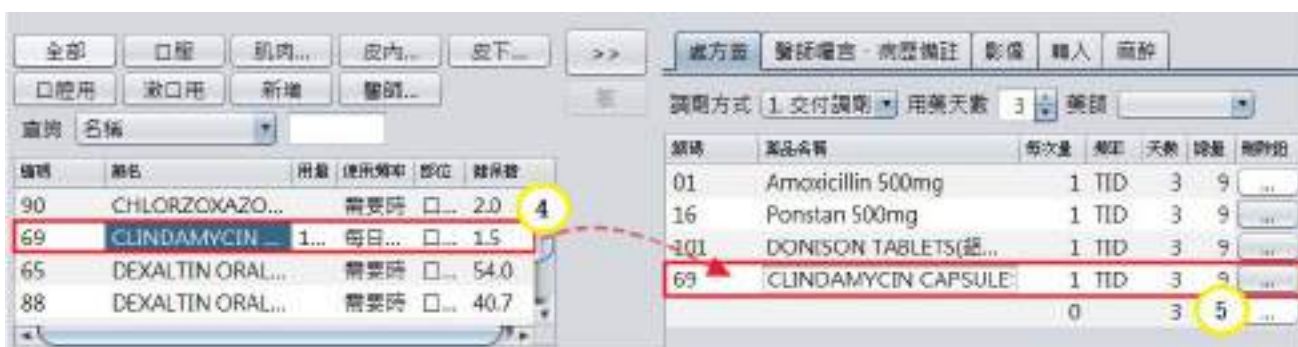 全部 口服 肌肉... 皮內... 皮下... >>
口腔用 漱口用 新增 醫師...
查詢 名稱
編碼 藥名 用量 使用頻率 部位 健保價
90 CHLORZOXAZO... 需要時 口... 2.0
69 CLINDAMYCIN ... 1... 每日... 口... 1.5
65 DEXALTIN ORAL... 需要時 口... 54.0
88 DEXALTIN ORAL... 需要時 口... 40.7
4
處方箋 醫師囑言 - 病歷備註 影像 轉入 麻醉
調劑方式 1. 交付調劑 用藥天數 3 藥師
編碼 藥品名稱 每次量 頻率 天數 總量
01 Amoxicillin 500mg 1 TID 3 9 ...
16 Ponstan 500mg 1 TID 3 9 ...
101 DONISON TABLETS(... 1 TID 3 9 ...
69 CLINDAMYCIN CAPSULE 1 TID 3 9 ...
0 3 ...
5